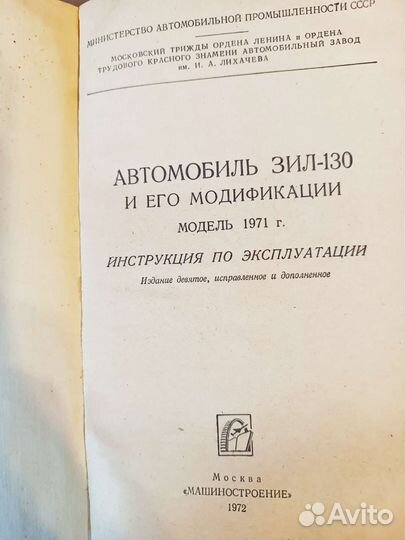 МИНИСТЕРСТВО АВТОМОБИЛЬНОЙ ПРОМЫШЛЕННОСТИ СССР
МОСКОВСКИЙ ТРИЖДЫ ОРДЕНА ЛЕНИНА и ОРДЕНА
ТРУДОВОГО КРАСНОГО ЗНАМЕНИ АВТОМОБИЛЬНЫЙ ЗАВОД
им. И. А. ЛИХАЧЕВА
АВТОМОБИЛЬ ЗИЛ-130
И ЕГО МОДИФИКАЦИИ
МОДЕЛЬ 1971 г.
ИНСТРУКЦИЯ ПО ЭКСПЛУАТАЦИИ
Издание девятое, исправленное и дополненное
Москва
«МАШИНОСТРОЕНИЕ»
1972
Avito